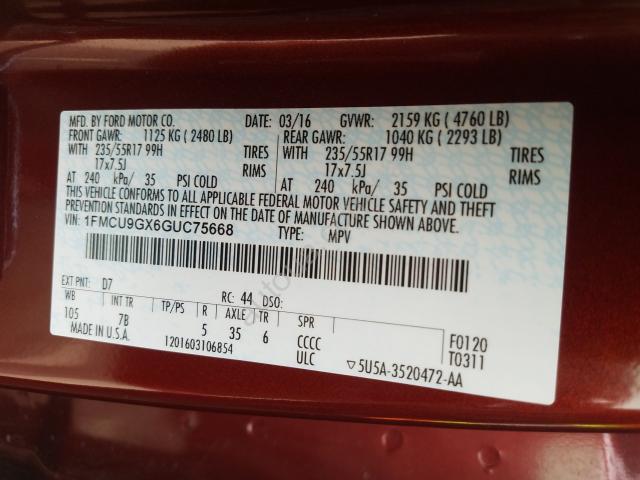 MFD. BY FORD MOTOR CO. DATE: 03/16 GVWR: 2159 KG ( 4760 LB)
FRONT GAWR: 1125 KG ( 2480 LB) REAR GAWR: 1040 KG ( 2293 LB)
WITH 235/55R17 99H TIRES WITH 235/55R17 99H TIRES
17x7.5J RIMS 17x7.5J RIMS
AT 240 kPa/ 35 PSI COLD AT 240 kPa/ 35 PSI COLD
THIS VEHICLE CONFORMS TO ALL APPLICABLE FEDERAL MOTOR VEHICLE SAFETY AND THEFT
PREVENTION STANDARDS IN EFFECT ON THE DATE OF MANUFACTURE SHOWN ABOVE.
VIN: 1FMCU9GX6GUC75668 TYPE: MPV
EXT PNT: D7 RC: 44 DSO:
WB INT TR TP/PS R AXLE TR SPR
105 7B 5 35 6 CCCC F0120
MADE IN U.S.A. 1201603106854 ULC T0311
▽5U5A-3520472-AA